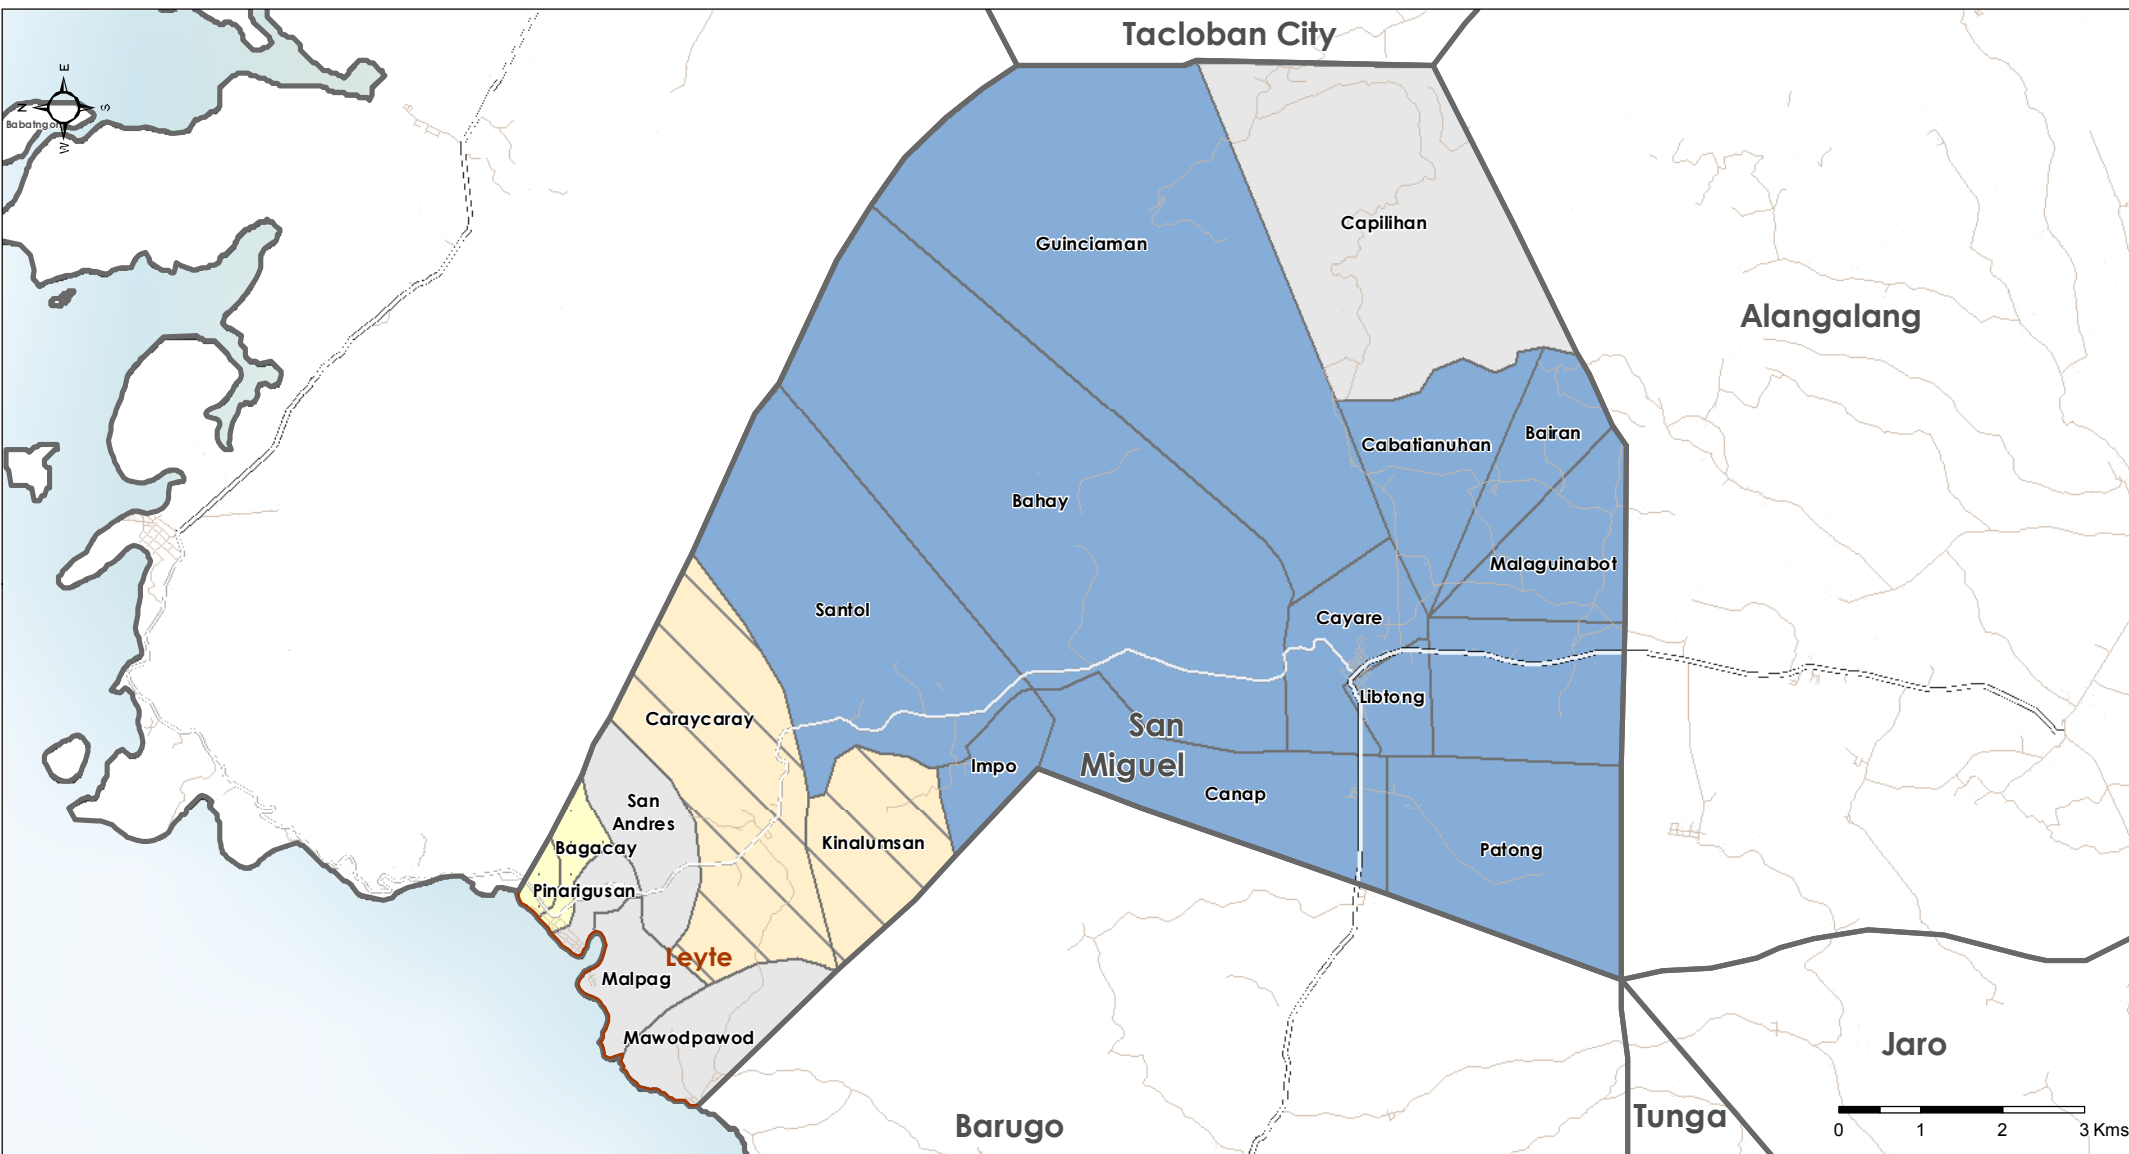 Tacloban City
E
N
S
W
Babatngon
Capilihan
Guinciaman
Alangalang
Bairan
Cabatianuhan
Bahay
Malaguinabot
Santol
Cayare
Libtong
Caraycaray
San
Miguel
Impo
Canap
San
Andres
Kinalumsan
Bagacay
Patong
Pinarigusan
Leyte
Malpag
Mawodpawod
Jaro
Barugo
Tunga
0 1 2 3 Kms